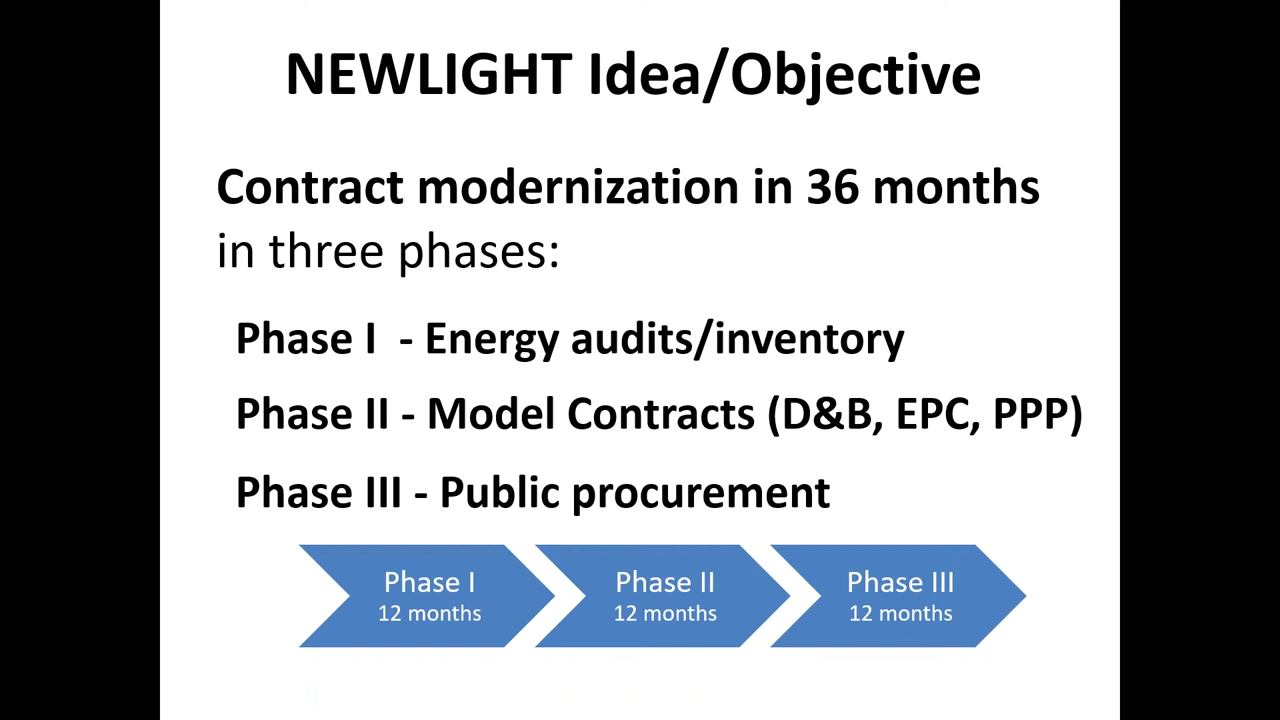 NEWLIGHT Idea/Objective
Contract modernization in 36 months
in three phases:
Phase I - Energy audits/inventory
Phase II - Model Contracts (D&B, EPC, PPP)
Phase III - Public procurement
Phase I
12 months
Phase II
12 months
Phase III
12 months